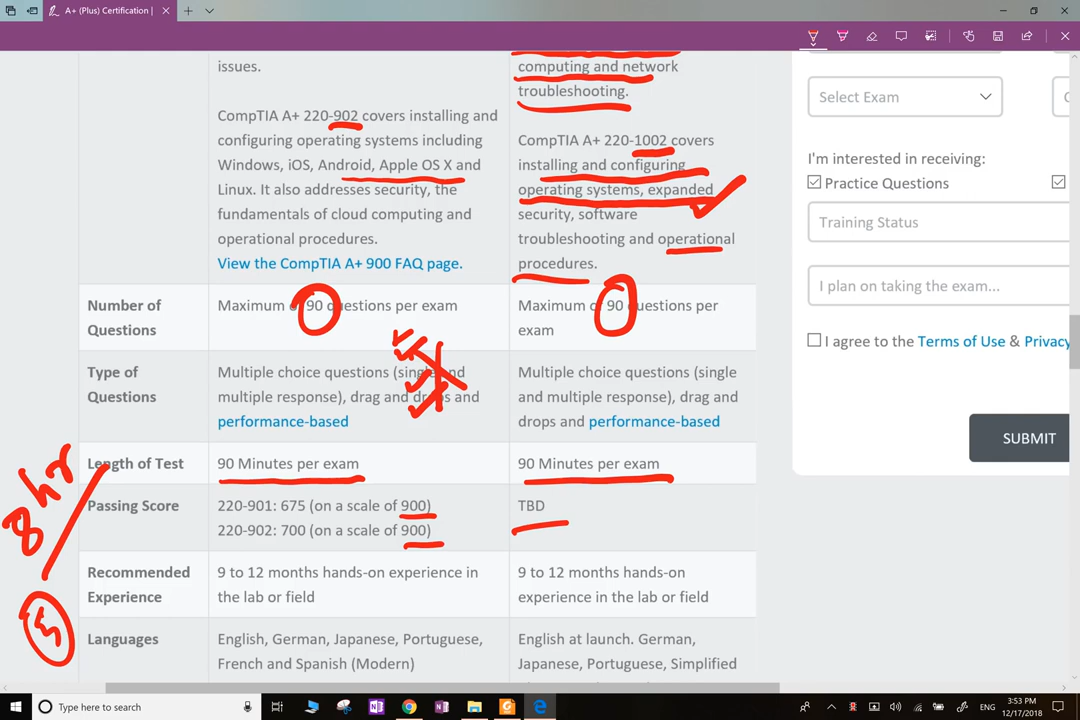 A+ (Plus) Certification |
issues.
CompTIA A+ 220-902 covers installing and
configuring operating systems including
Windows, iOS, Android, Apple OS X and
Linux. It also addresses security, the
fundamentals of cloud computing and
operational procedures.
View the CompTIA A+ 900 FAQ page.
computing and network
troubleshooting.
CompTIA A+ 220-1002 covers
installing and configuring
operating systems, expanded
security, software
troubleshooting and operational
procedures.
Number of
Questions
Maximum of 90 questions per exam
Maximum of 90 questions per
exam
Type of
Questions
Multiple choice questions (single and
multiple response), drag and drops and
performance-based
Multiple choice questions (single
and multiple response), drag and
drops and performance-based
Length of Test
90 Minutes per exam
90 Minutes per exam
Passing Score
220-901: 675 (on a scale of 900)
220-902: 700 (on a scale of 900)
TBD
Recommended
Experience
9 to 12 months hands-on experience in
the lab or field
9 to 12 months hands-on
experience in the lab or field
Languages
English, German, Japanese, Portuguese,
French and Spanish (Modern)
English at launch. German,
Japanese, Portuguese, Simplified
8 hr
Select Exam
I'm interested in receiving:
Practice Questions
Training Status
I plan on taking the exam...
I agree to the Terms of Use & Privacy
SUBMIT
Type here to search
ENG
3:53 PM
12/17/2018